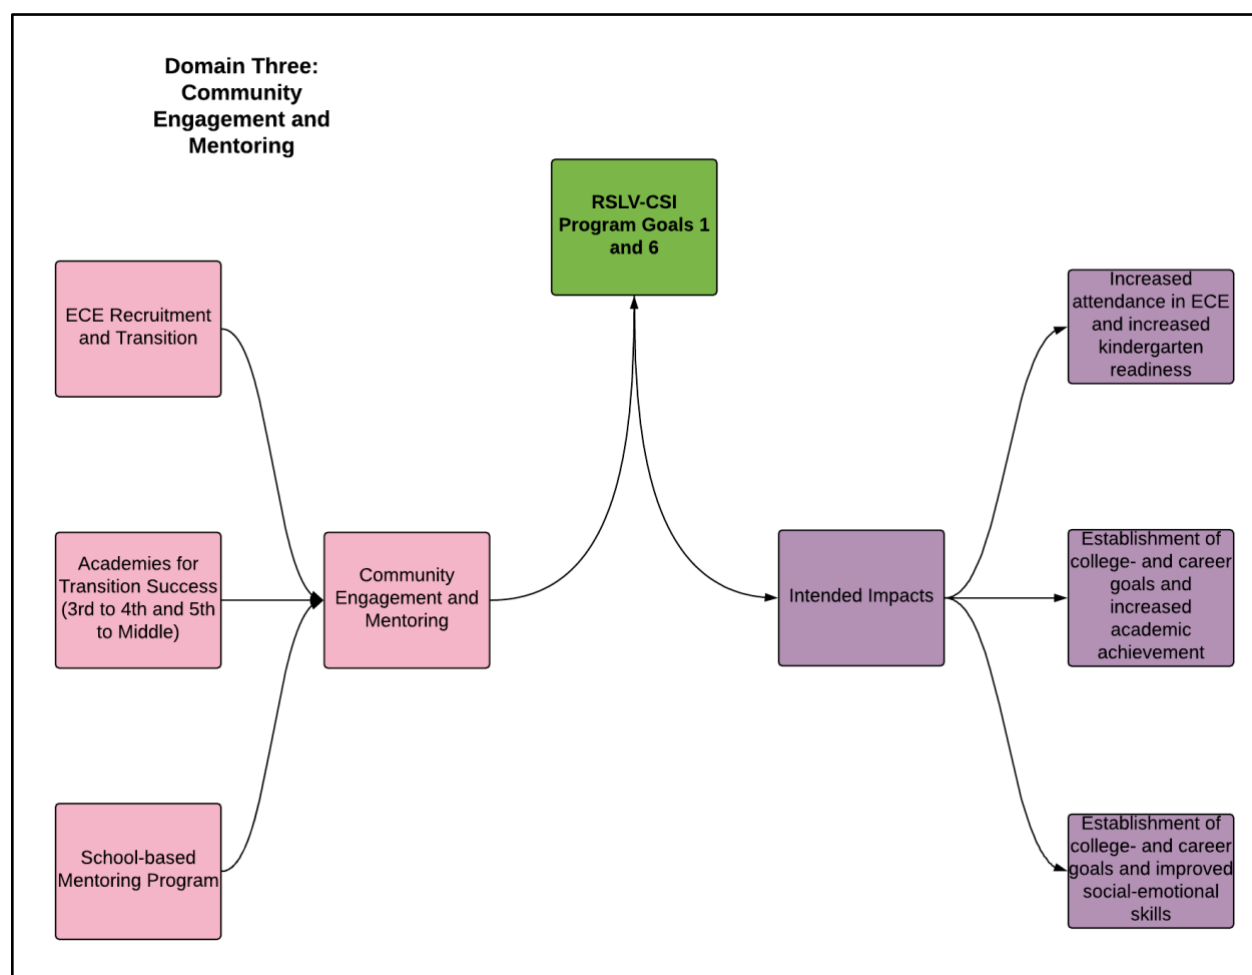 Domain Three:
Community
Engagement and
Mentoring
RSLV-CSI
Program Goals 1
and 6
ECE Recruitment
and Transition
Academies for
Transition Success
(3rd to 4th and 5th
to Middle)
School-based
Mentoring Program
Community
Engagement and
Mentoring
Intended Impacts
Increased
attendance in ECE
and increased
kindergarten
readiness
Establishment of
college- and career
goals and
increased
academic
achievement
Establishment of
college- and career
goals and improved
social-emotional
skills